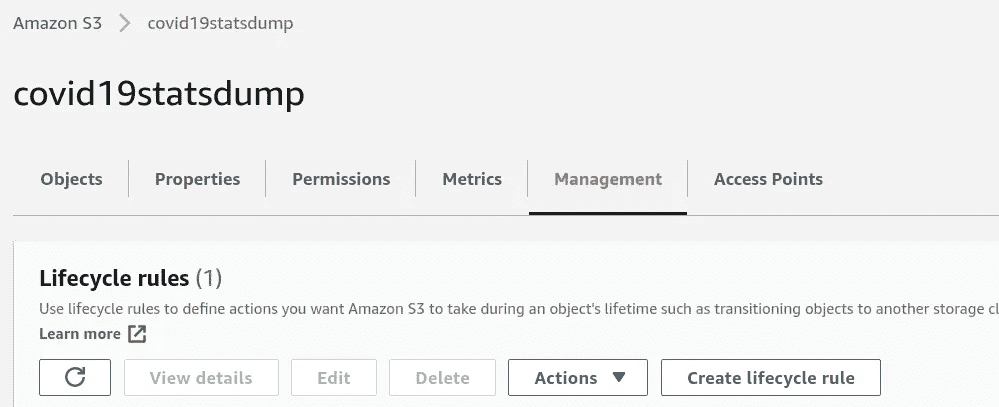 Amazon S3 > covid19statsdump
covid19statsdump
Objects Properties Permissions Metrics Management Access Points
Lifecycle rules (1)
Use lifecycle rules to define actions you want Amazon S3 to take during an object's lifetime such as transitioning objects to another storage
Learn more
View details Edit Delete Actions Create lifecycle rule